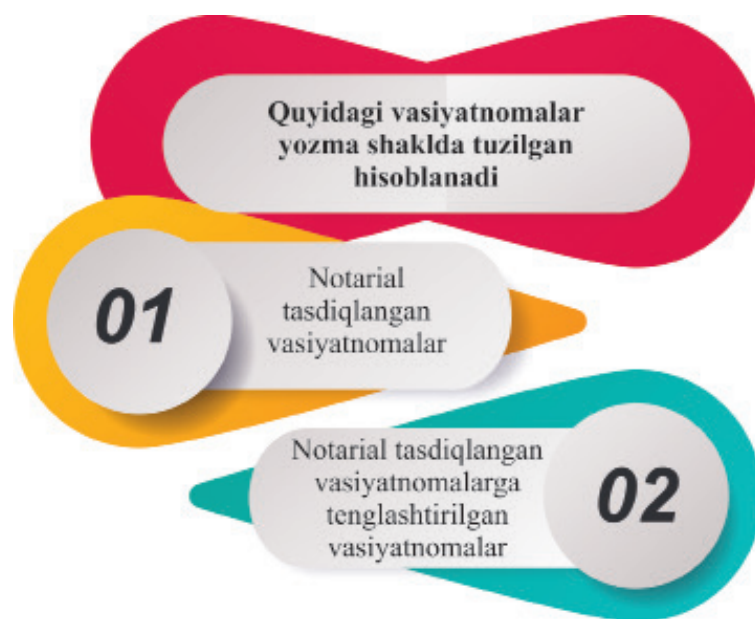 Quyidagi vasiyatnomalar
yozma shaklda tuzilgan
hisoblanadi
01
Notarial
tasdiqlangan
vasiyatnomalar
Notarial tasdiqlangan
vasiyatnomalarga
tenglashtirilgan
vasiyatnomalar
02